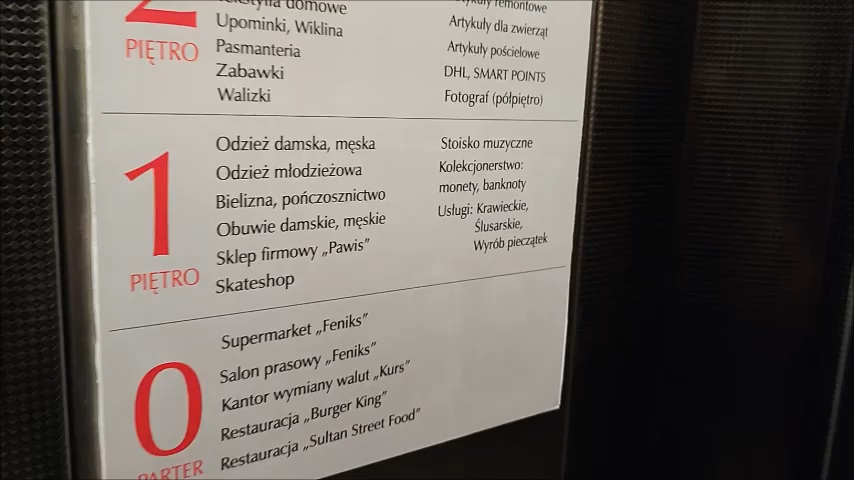 2
PIĘTRO
domowe
Upominki, Wiklina
Pasmanteria
Zabawki
Walizki
remontowe
Artykuły dla zwierząt
Artykuły pościelowe
DHL, SMART POINTS
Fotograf (półpiętro)
1
PIĘTRO
Odzież damska, męska
Odzież młodzieżowa
Bielizna, pończosznictwo
Obuwie damskie, męskie
Sklep firmowy „Pawis”
Skateshop
Stoisko muzyczne
Kolekcjonerstwo:
monety, banknoty
Usługi: Krawieckie,
Ślusarskie,
Wyrób pieczątek
0
PARTER
Supermarket „Feniks”
Salon prasowy „Feniks”
Kantor wymiany walut „Kurs”
Restauracja „Burger King”
Restauracja „Sultan Street Food”